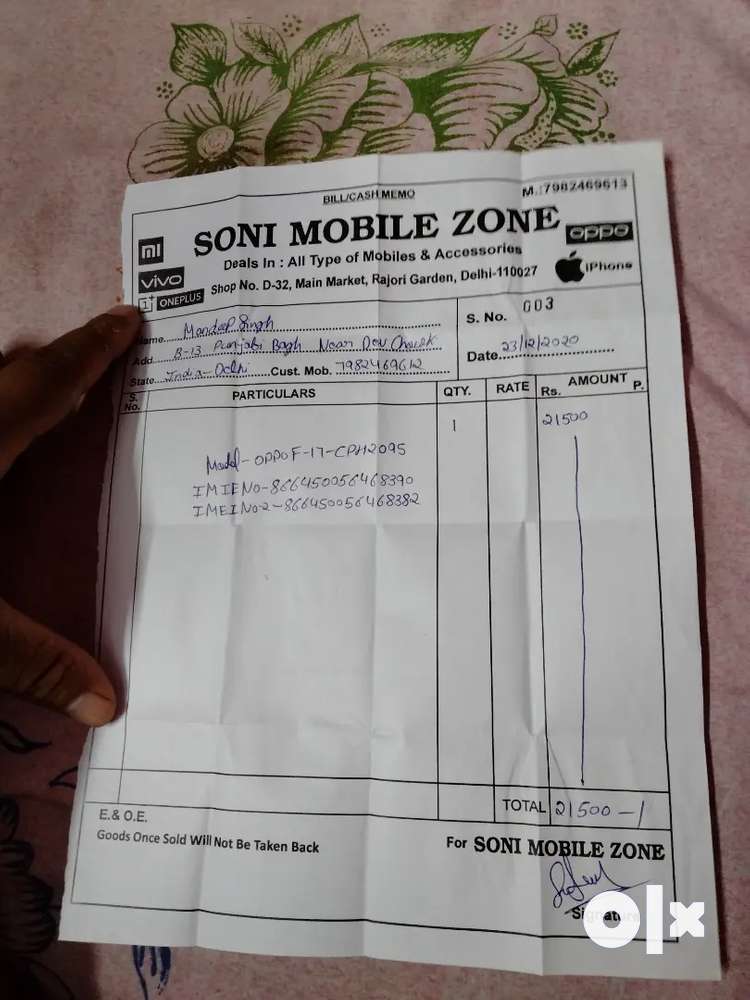 BILL/CASH MEMO
M.:7982469613
mi
SONI MOBILE ZONE
oppo
vivo
Deals In : All Type of Mobiles & Accessories
iPhone
1+ ONEPLUS
Shop No. D-32, Main Market, Rajori Garden, Delhi-110027
Name. Mandeep Singh
S. No. 003
Add. B-13 Punjabi Bagh Near Dev Chowk
Date. 23/12/2020
State. India-Delhi Cust. Mob. 7982469612
S. No. PARTICULARS QTY. RATE AMOUNT Rs. P.
1 21500
Model-OPPO F-17-CPH2095
IMIE No-866450056468390
IMEI No-2-866450056468382
TOTAL 21500-/
E.& O.E.
Goods Once Sold Will Not Be Taken Back
For SONI MOBILE ZONE
Signature
olx